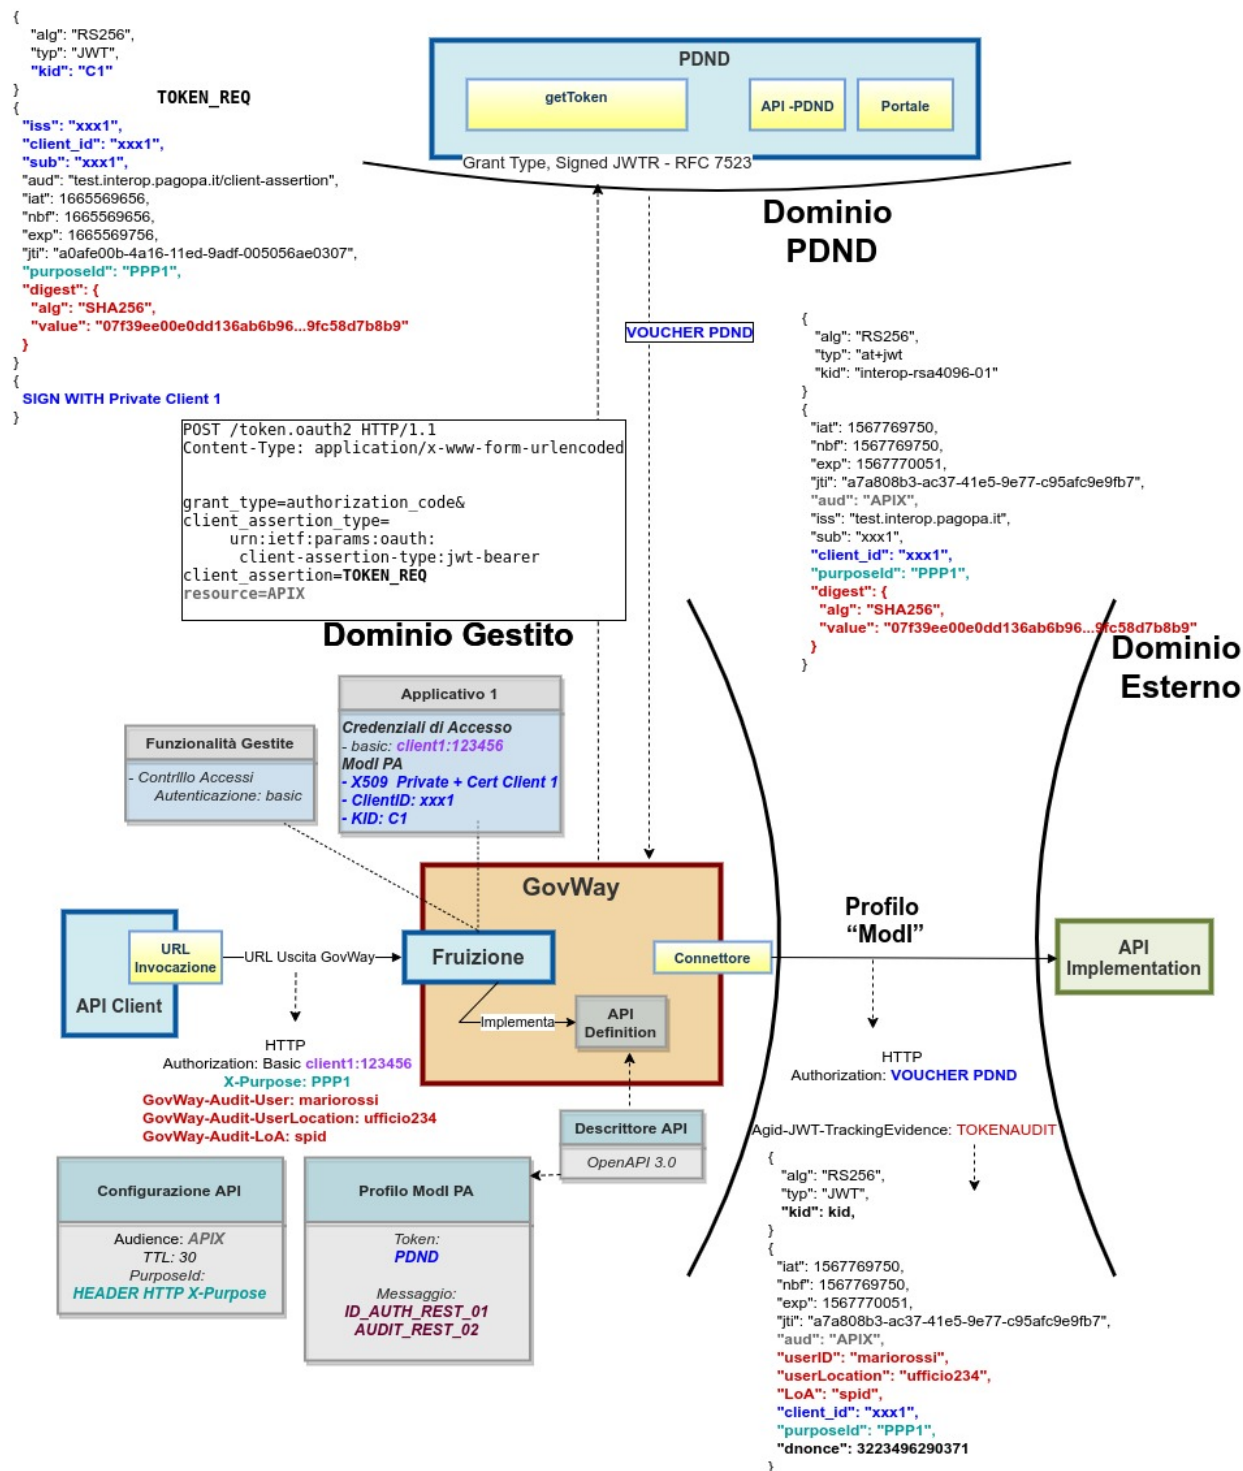 {
"alg": "RS256",
"typ": "JWT",
"kid": "C1"
}
TOKEN_REQ
{
"iss": "xxx1",
"client_id": "xxx1",
"sub": "xxx1",
"aud": "test.interop.pagopa.it/client-assertion",
"iat": 1665569656,
"nbf": 1665569656,
"exp": 1665569756,
"jti": "a0afe00b-4a16-11ed-9adf-005056ae0307",
"purposeId": "PPP1",
"digest": {
"alg": "SHA256",
"value": "07f39ee00e0dd136ab6b96...9fc58d7b8b9"
}
}
{
SIGN WITH Private Client 1
}
PDND
getToken
API -PDND
Portale
Grant Type, Signed JWTR - RFC 7523
Dominio
PDND
VOUCHER PDND
POST /token.oauth2 HTTP/1.1
Content-Type: application/x-www-form-urlencoded
grant_type=authorization_code&
client_assertion_type=
urn:ietf:params:oauth:
client-assertion-type:jwt-bearer
client_assertion=TOKEN_REQ
resource=APIX
{
"alg": "RS256",
"typ": "at+jwt
"kid": "interop-rsa4096-01"
}
{
"iat": 1567769750,
"nbf": 1567769750,
"exp": 1567770051,
"jti": "a7a808b3-ac37-41e5-9e77-c95afc9e9fb7",
"aud": "APIX",
"iss": "test.interop.pagopa.it",
"sub": "xxx1",
"client_id": "xxx1",
"purposeId": "PPP1",
"digest": {
"alg": "SHA256",
"value": "07f39ee00e0dd136ab6b96...9fc58d7b8b9"
}
}
Dominio Gestito
Dominio
Esterno
Funzionalità Gestite
- Contrlllo Accessi
Autenticazione: basic
Applicativo 1
Credenziali di Accesso
- basic: client1:123456
ModI PA
- X509 Private + Cert Client 1
- ClientID: xxx1
- KID: C1
GovWay
Fruizione
Connettore
Implementa
API
Definition
URL
Invocazione
API Client
URL Uscita GovWay
Profilo
“ModI”
API
Implementation
HTTP
Authorization: Basic client1:123456
X-Purpose: PPP1
GovWay-Audit-User: mariorossi
GovWay-Audit-UserLocation: ufficio234
GovWay-Audit-LoA: spid
HTTP
Authorization: VOUCHER PDND
Agid-JWT-TrackingEvidence: TOKENAUDIT
Descrittore API
OpenAPI 3.0
Configurazione API
Audience: APIX
TTL: 30
PurposeId:
HEADER HTTP X-Purpose
Profilo ModI PA
Token:
PDND
Messaggio:
ID_AUTH_REST_01
AUDIT_REST_02
{
"alg": "RS256",
"typ": "JWT",
"kid": kid,
}
{
"iat": 1567769750,
"nbf": 1567769750,
"exp": 1567770051,
"jti": "a7a808b3-ac37-41e5-9e77-c95afc9e9fb7",
"aud": "APIX",
"userID": "mariorossi",
"userLocation": "ufficio234",
"LoA": "spid",
"client_id": "xxx1",
"purposeId": "PPP1",
"dnonce": 3223496290371
}